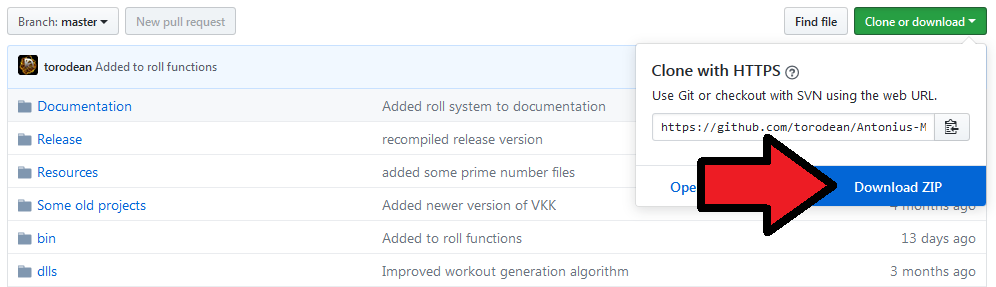 Branch: master
New pull request
Find file
Clone or download
torodean Added to roll functions
Clone with HTTPS
Use Git or checkout with SVN using the web URL.
https://github.com/torodean/Antonius-M
Ope
Download ZIP
Documentation
Added roll system to documentation
Release
recompiled release version
Resources
added some prime number files
Some old projects
Added newer version of VKK
4 months ago
bin
Added to roll functions
13 days ago
dlls
Improved workout generation algorithm
3 months ago